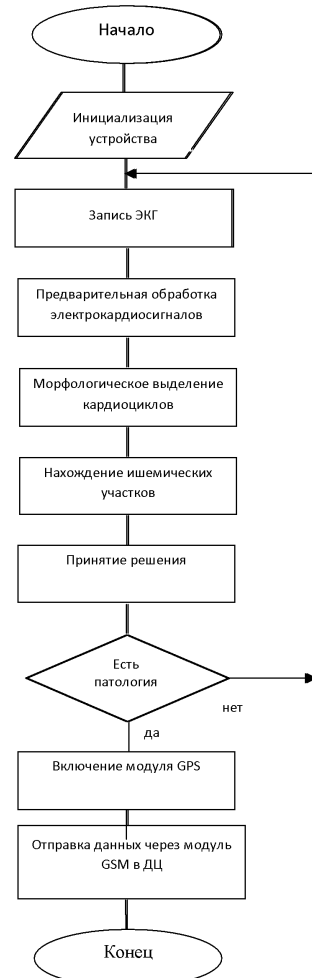 Начало
Инициализация
устройства
Запись ЭКГ
Предварительная обработка
электрокардиосигналов
Морфологическое выделение
кардиоциклов
Нахождение ишемических
участков
Принятие решения
Есть
патология
нет
да
Включение модуля GPS
Отправка данных через модуль
GSM в ДЦ
Конец